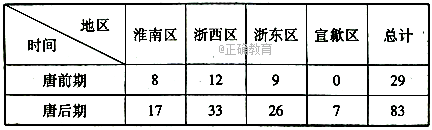 地区
时间
淮南区 浙西区 浙东区 宣歙区 总计
@正确教育
唐前期 8 12 9 0 29
唐后期 17 33 26 7 83